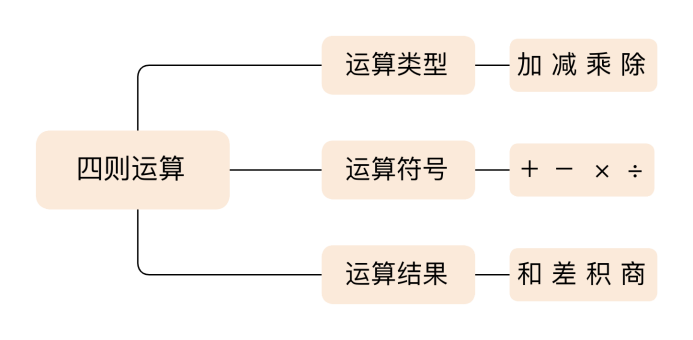 四则运算
运算类型
加 减 乘 除
运算符号
＋ － × ÷
运算结果
和 差 积 商